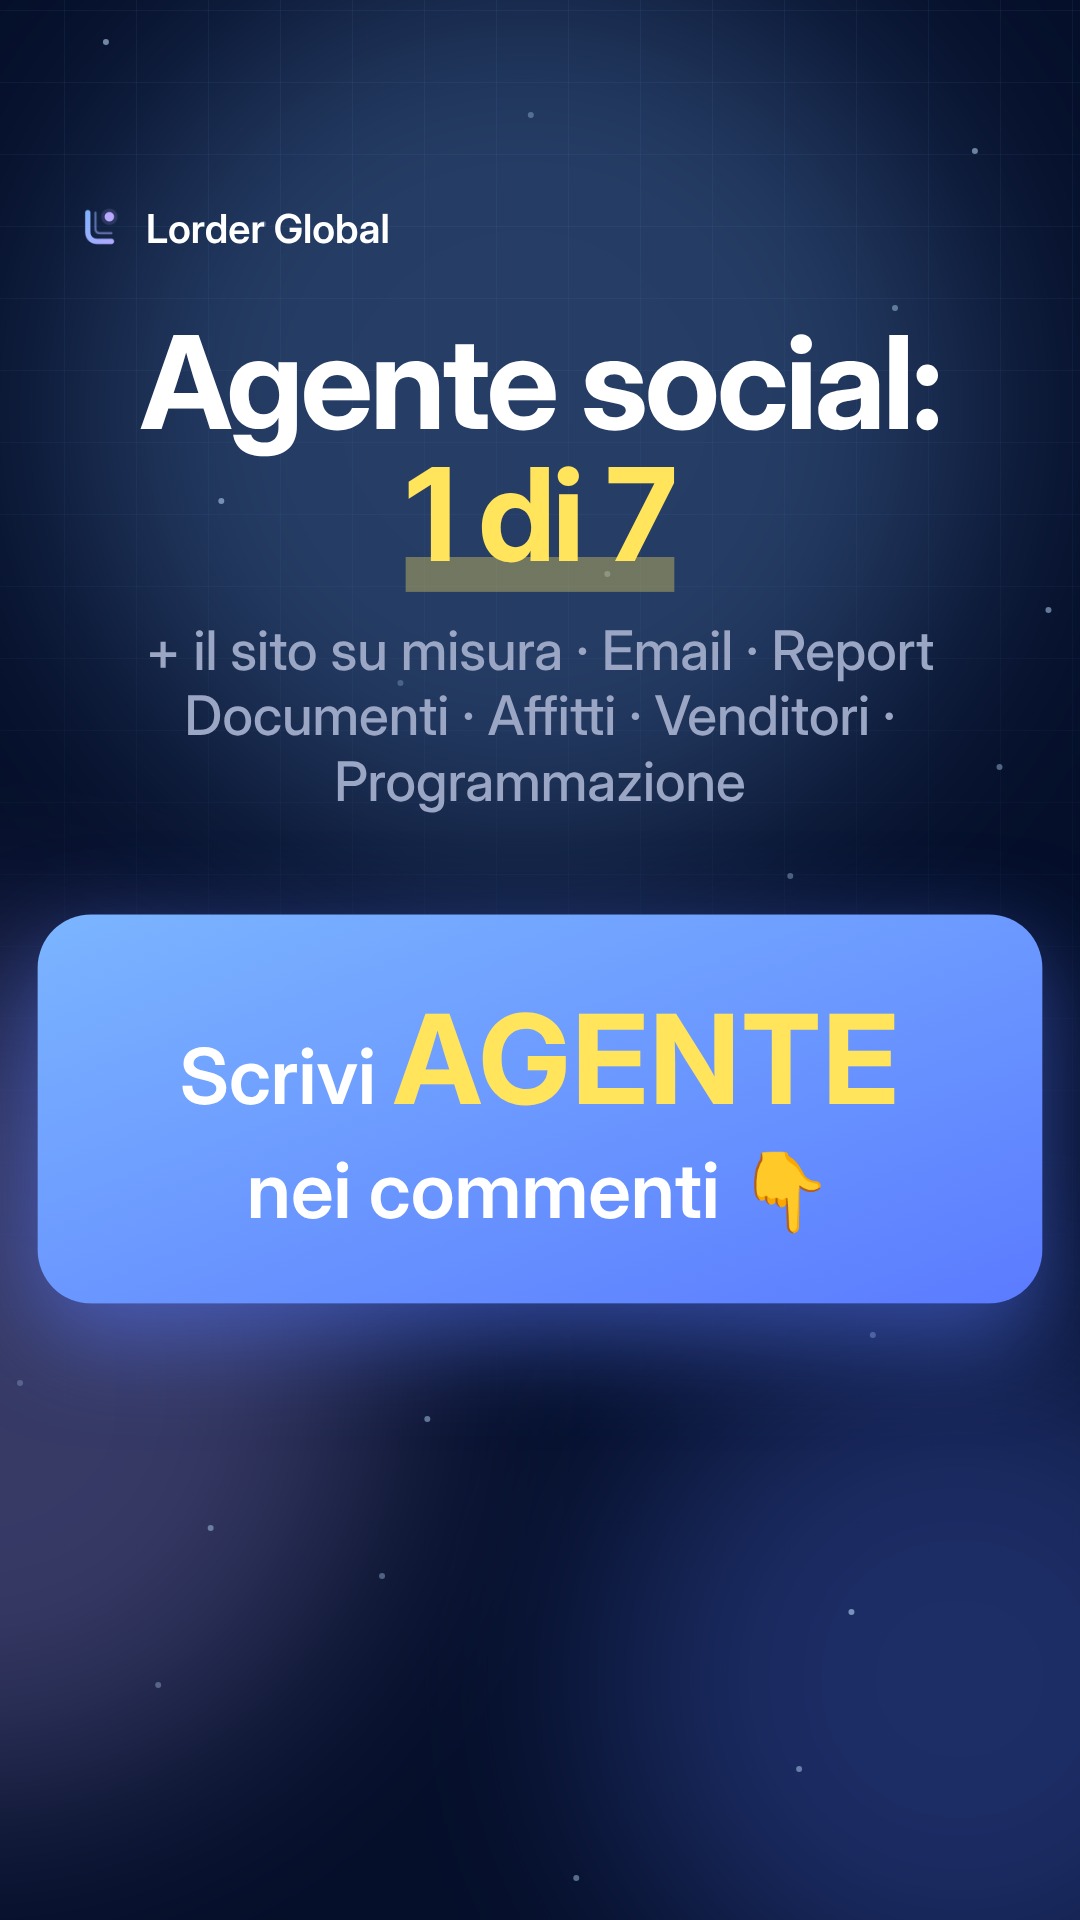 Lorder Global
Agente social:
1 di 7
+ il sito su misura · Email · Report
Documenti · Affitti · Venditori ·
Programmazione
Scrivi AGENTE
nei commenti 👇